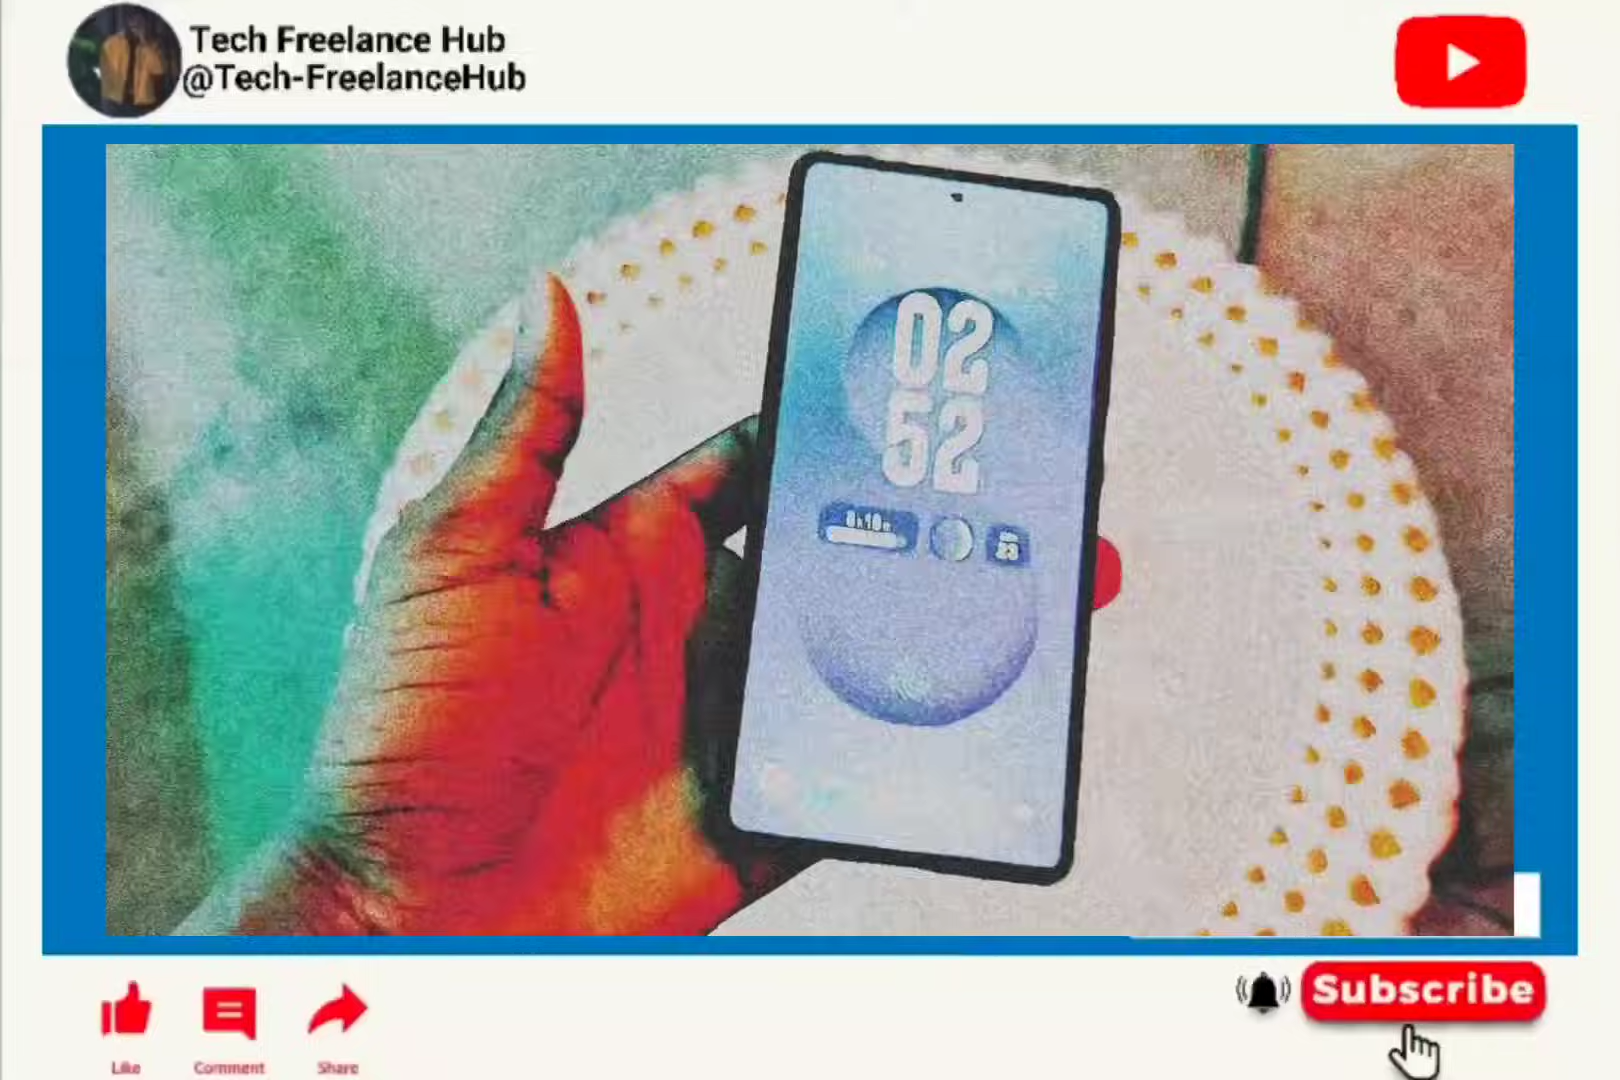 Tech Freelance Hub
@Tech-FreelanceHub
02
52
Subscribe
Like
Comment
Share